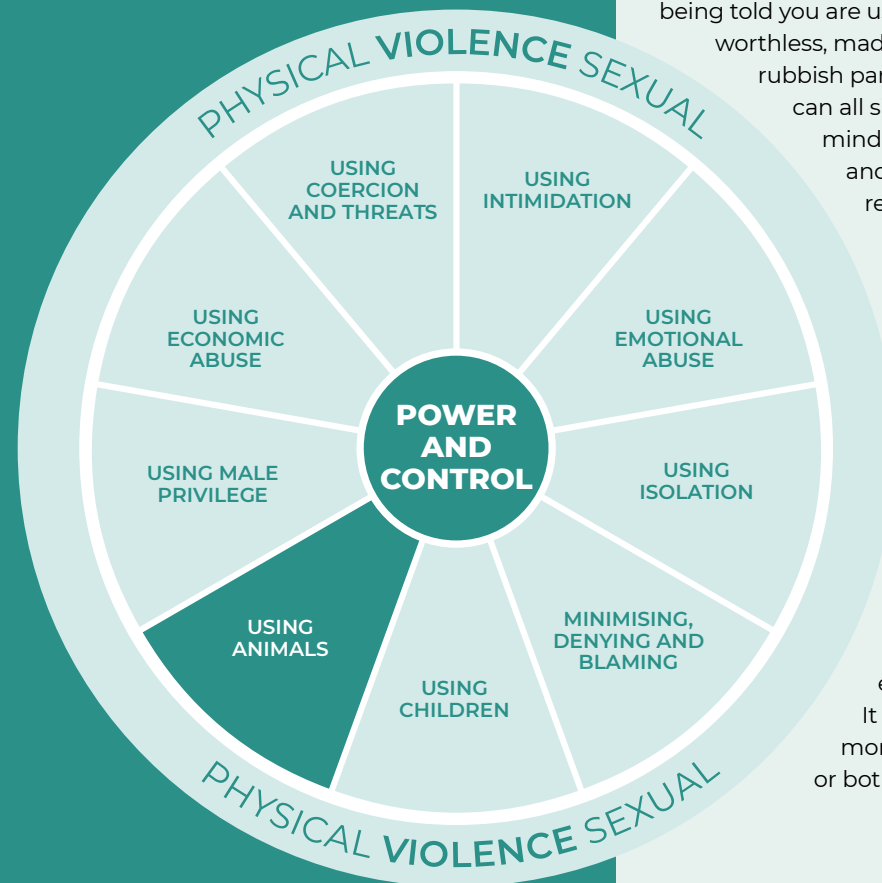 being told you are
worthless,
rubbish
can all
mind
PHYSICAL VIOLENCE SEXUAL
USING
COERCION
AND THREATS
USING
INTIMIDATION
USING
EMOTIONAL
ABUSE
USING
ISOLATION
MINIMISING,
DENYING AND
BLAMING
USING
CHILDREN
USING
ANIMALS
USING MALE
PRIVILEGE
USING
ECONOMIC
ABUSE
POWER
AND
CONTROL
It
PHYSICAL VIOLENCE SEXUAL